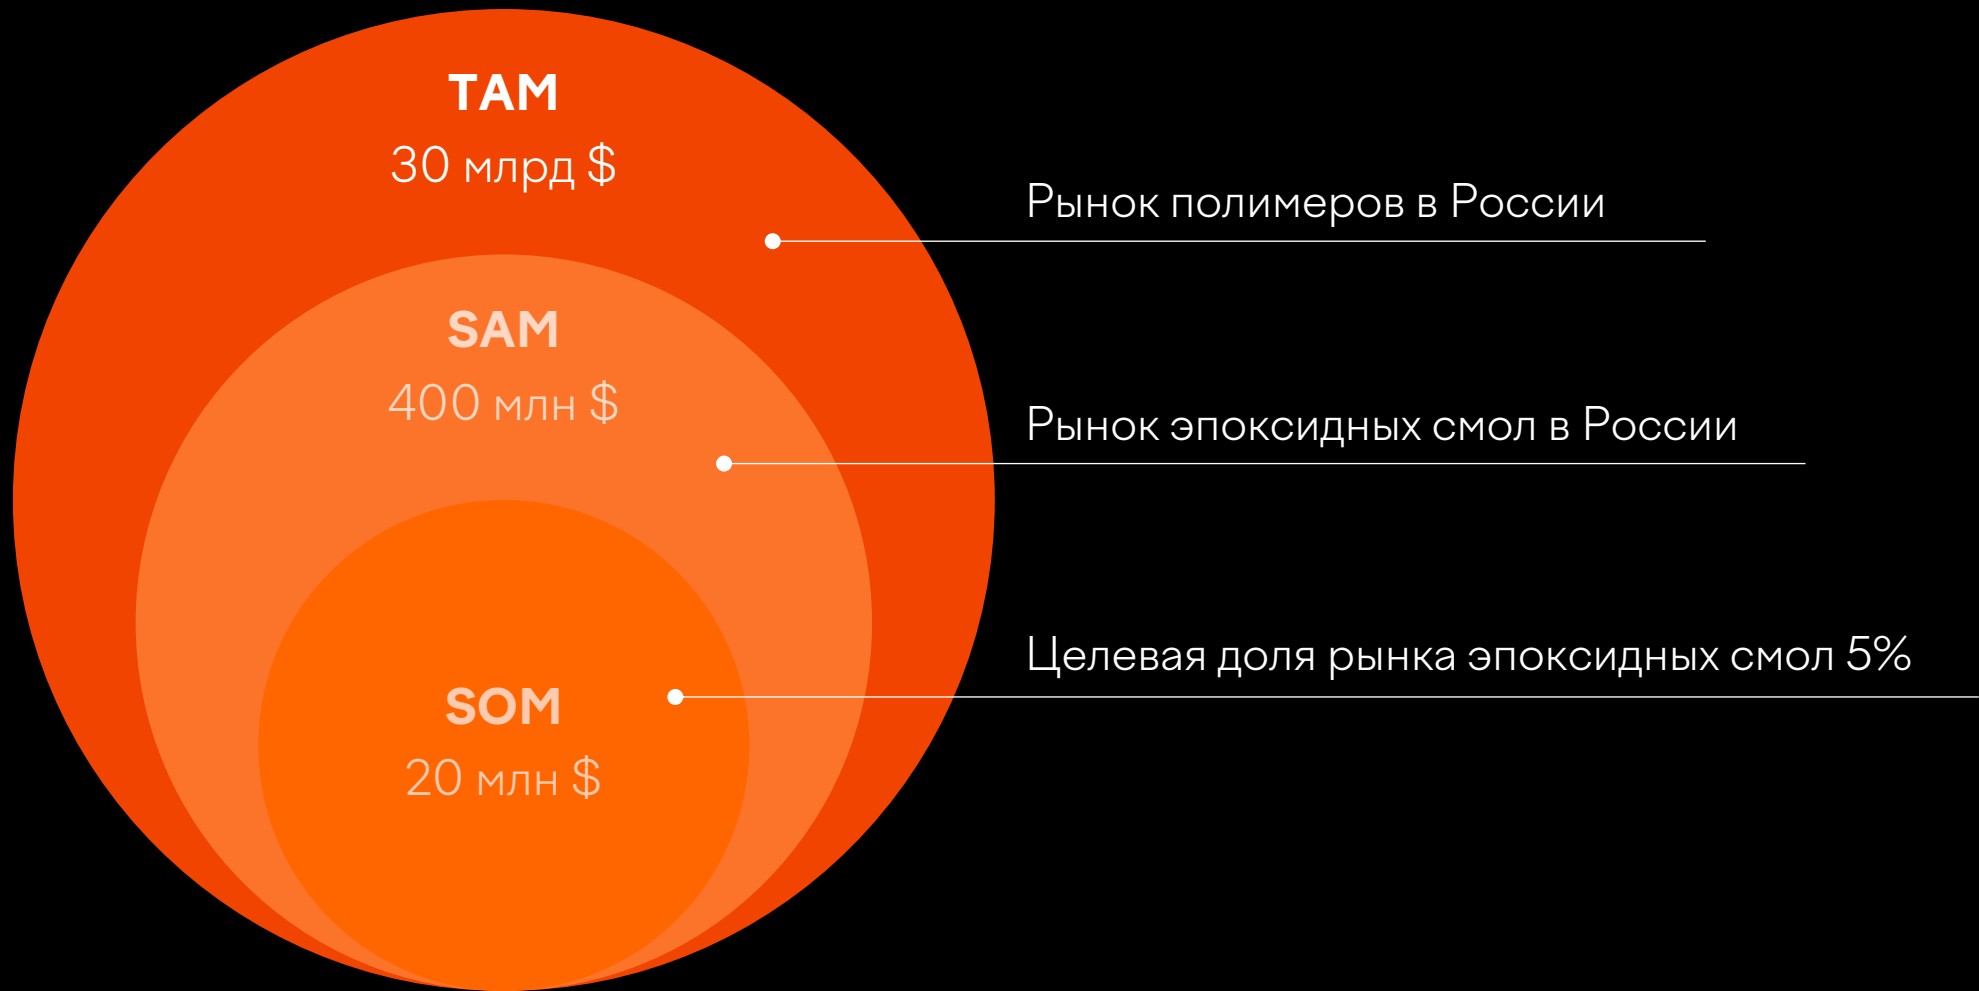 TAM
30 млрд $
Рынок полимеров в России
SAM
400 млн $
Рынок эпоксидных смол в России
Целевая доля рынка эпоксидных смол 5%
SOM
20 млн $